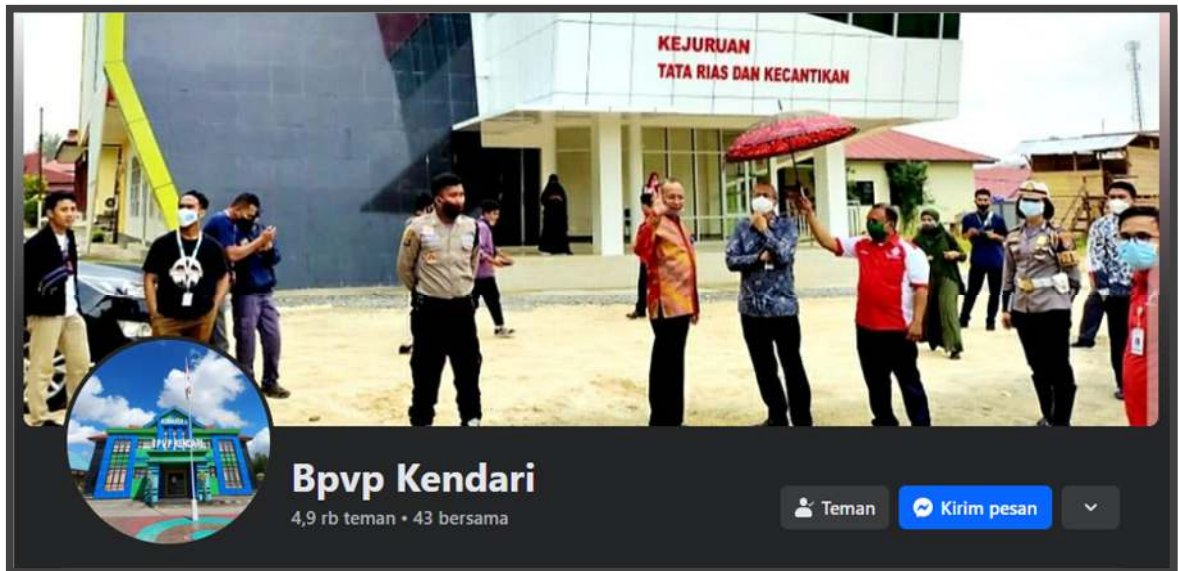 KEJURUAN
TATA RIAS DAN KECANTIKAN
BPVP KENDARI
Bpvp Kendari
4,9 rb teman • 43 bersama
Teman
Kirim pesan